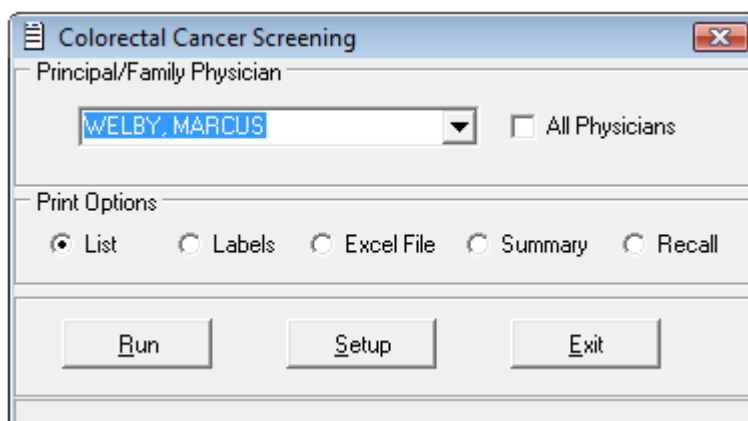 Colorectal Cancer Screening
Principal/Family Physician
WELBY, MARCUS
All Physicians
Print Options
List
Labels
Excel File
Summary
Recall
Run
Setup
Exit